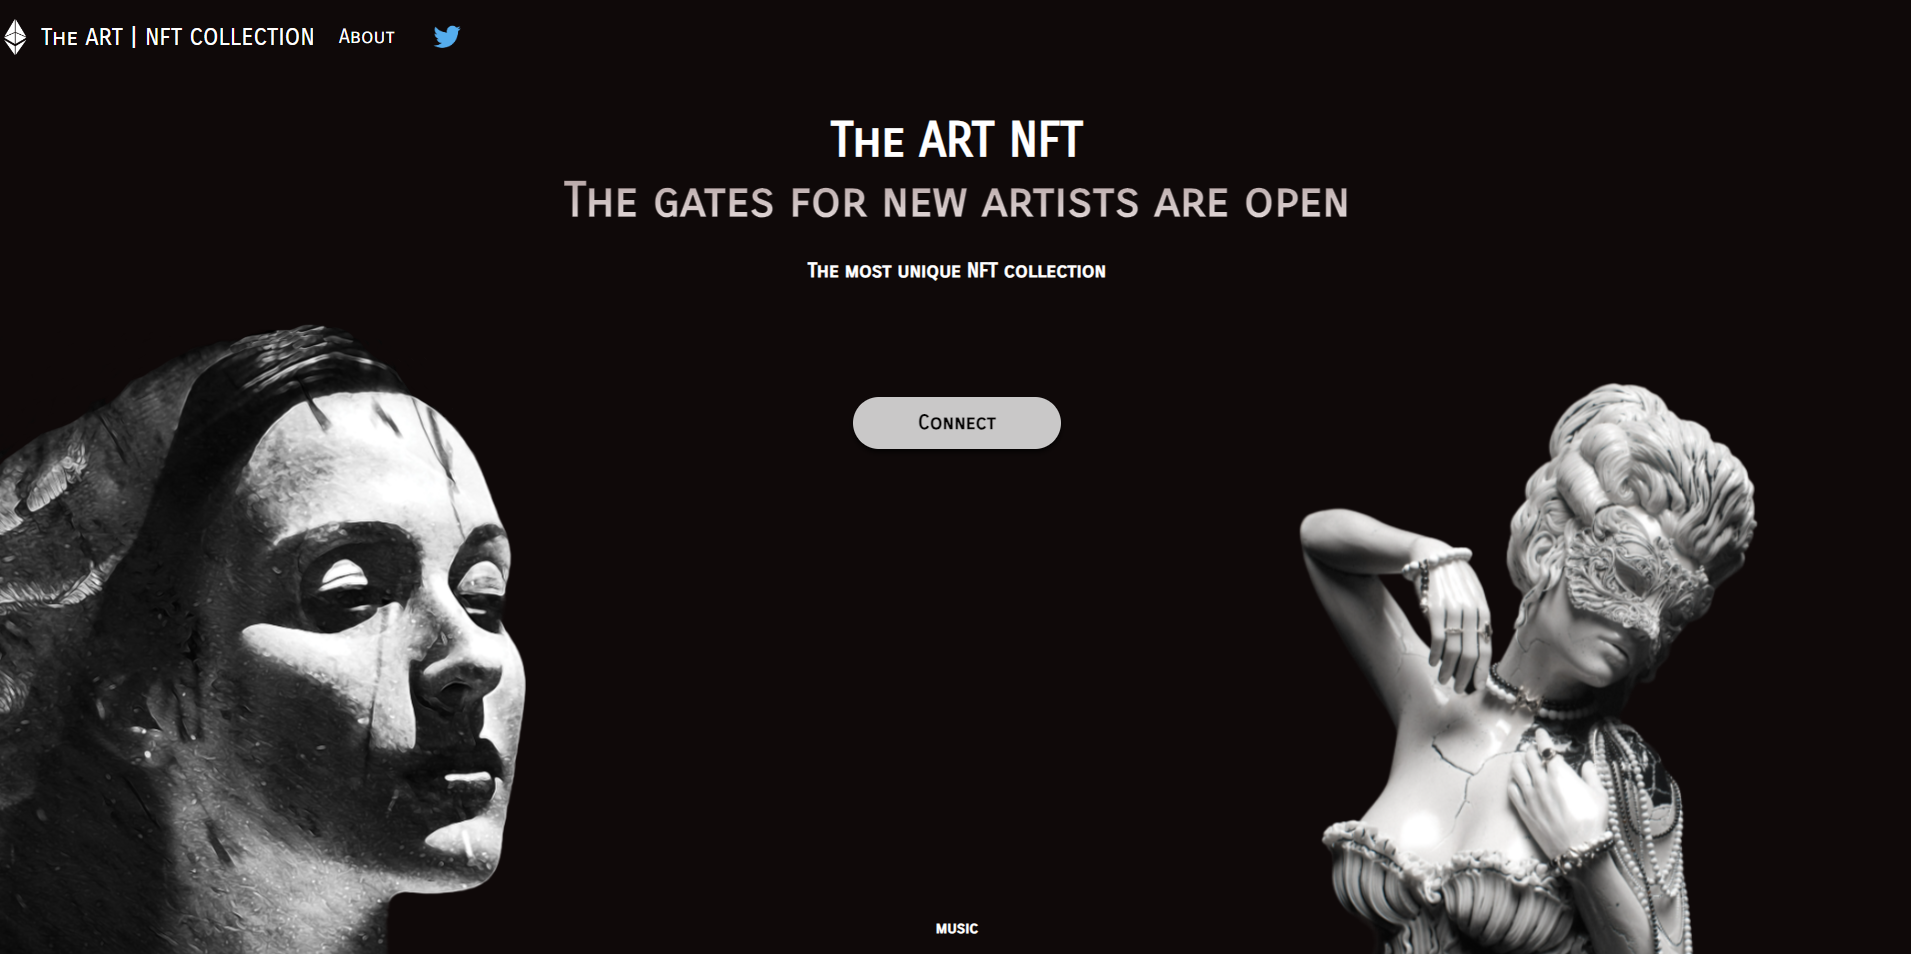 The ART | NFT COLLECTION About
The ART NFT
The gates for new artists are open
The most unique NFT collection
Connect
music